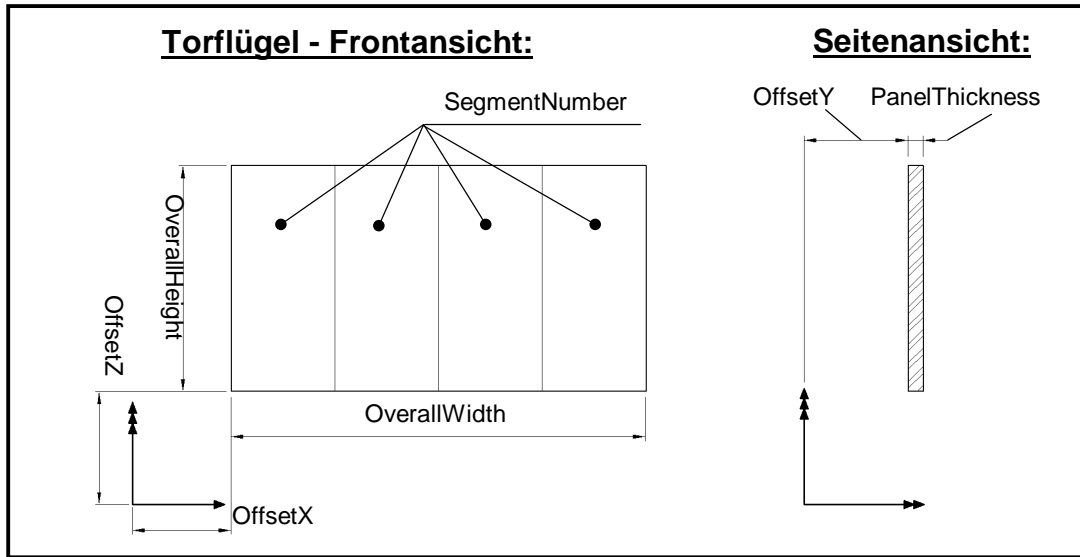 Torflügel - Frontansicht:
Seitenansicht:
SegmentNumber
OffsetY
PanelThickness
OverallHeight
OffsetZ
OverallWidth
OffsetX